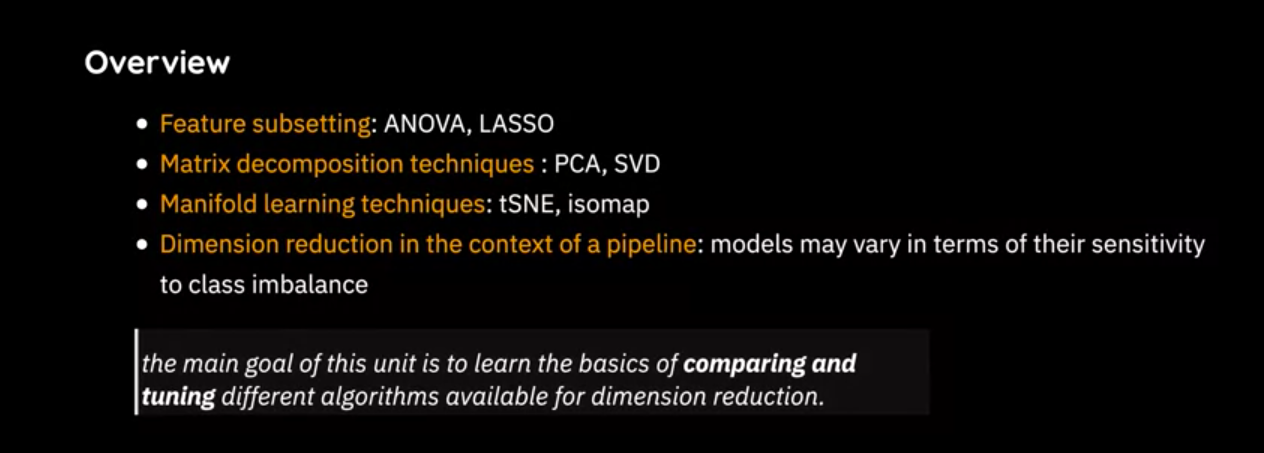 Overview
• Feature subsetting: ANOVA, LASSO
• Matrix decomposition techniques : PCA, SVD
• Manifold learning techniques: tSNE, isomap
• Dimension reduction in the context of a pipeline: models may vary in terms of their sensitivity
to class imbalance
the main goal of this unit is to learn the basics of comparing and
tuning different algorithms available for dimension reduction.